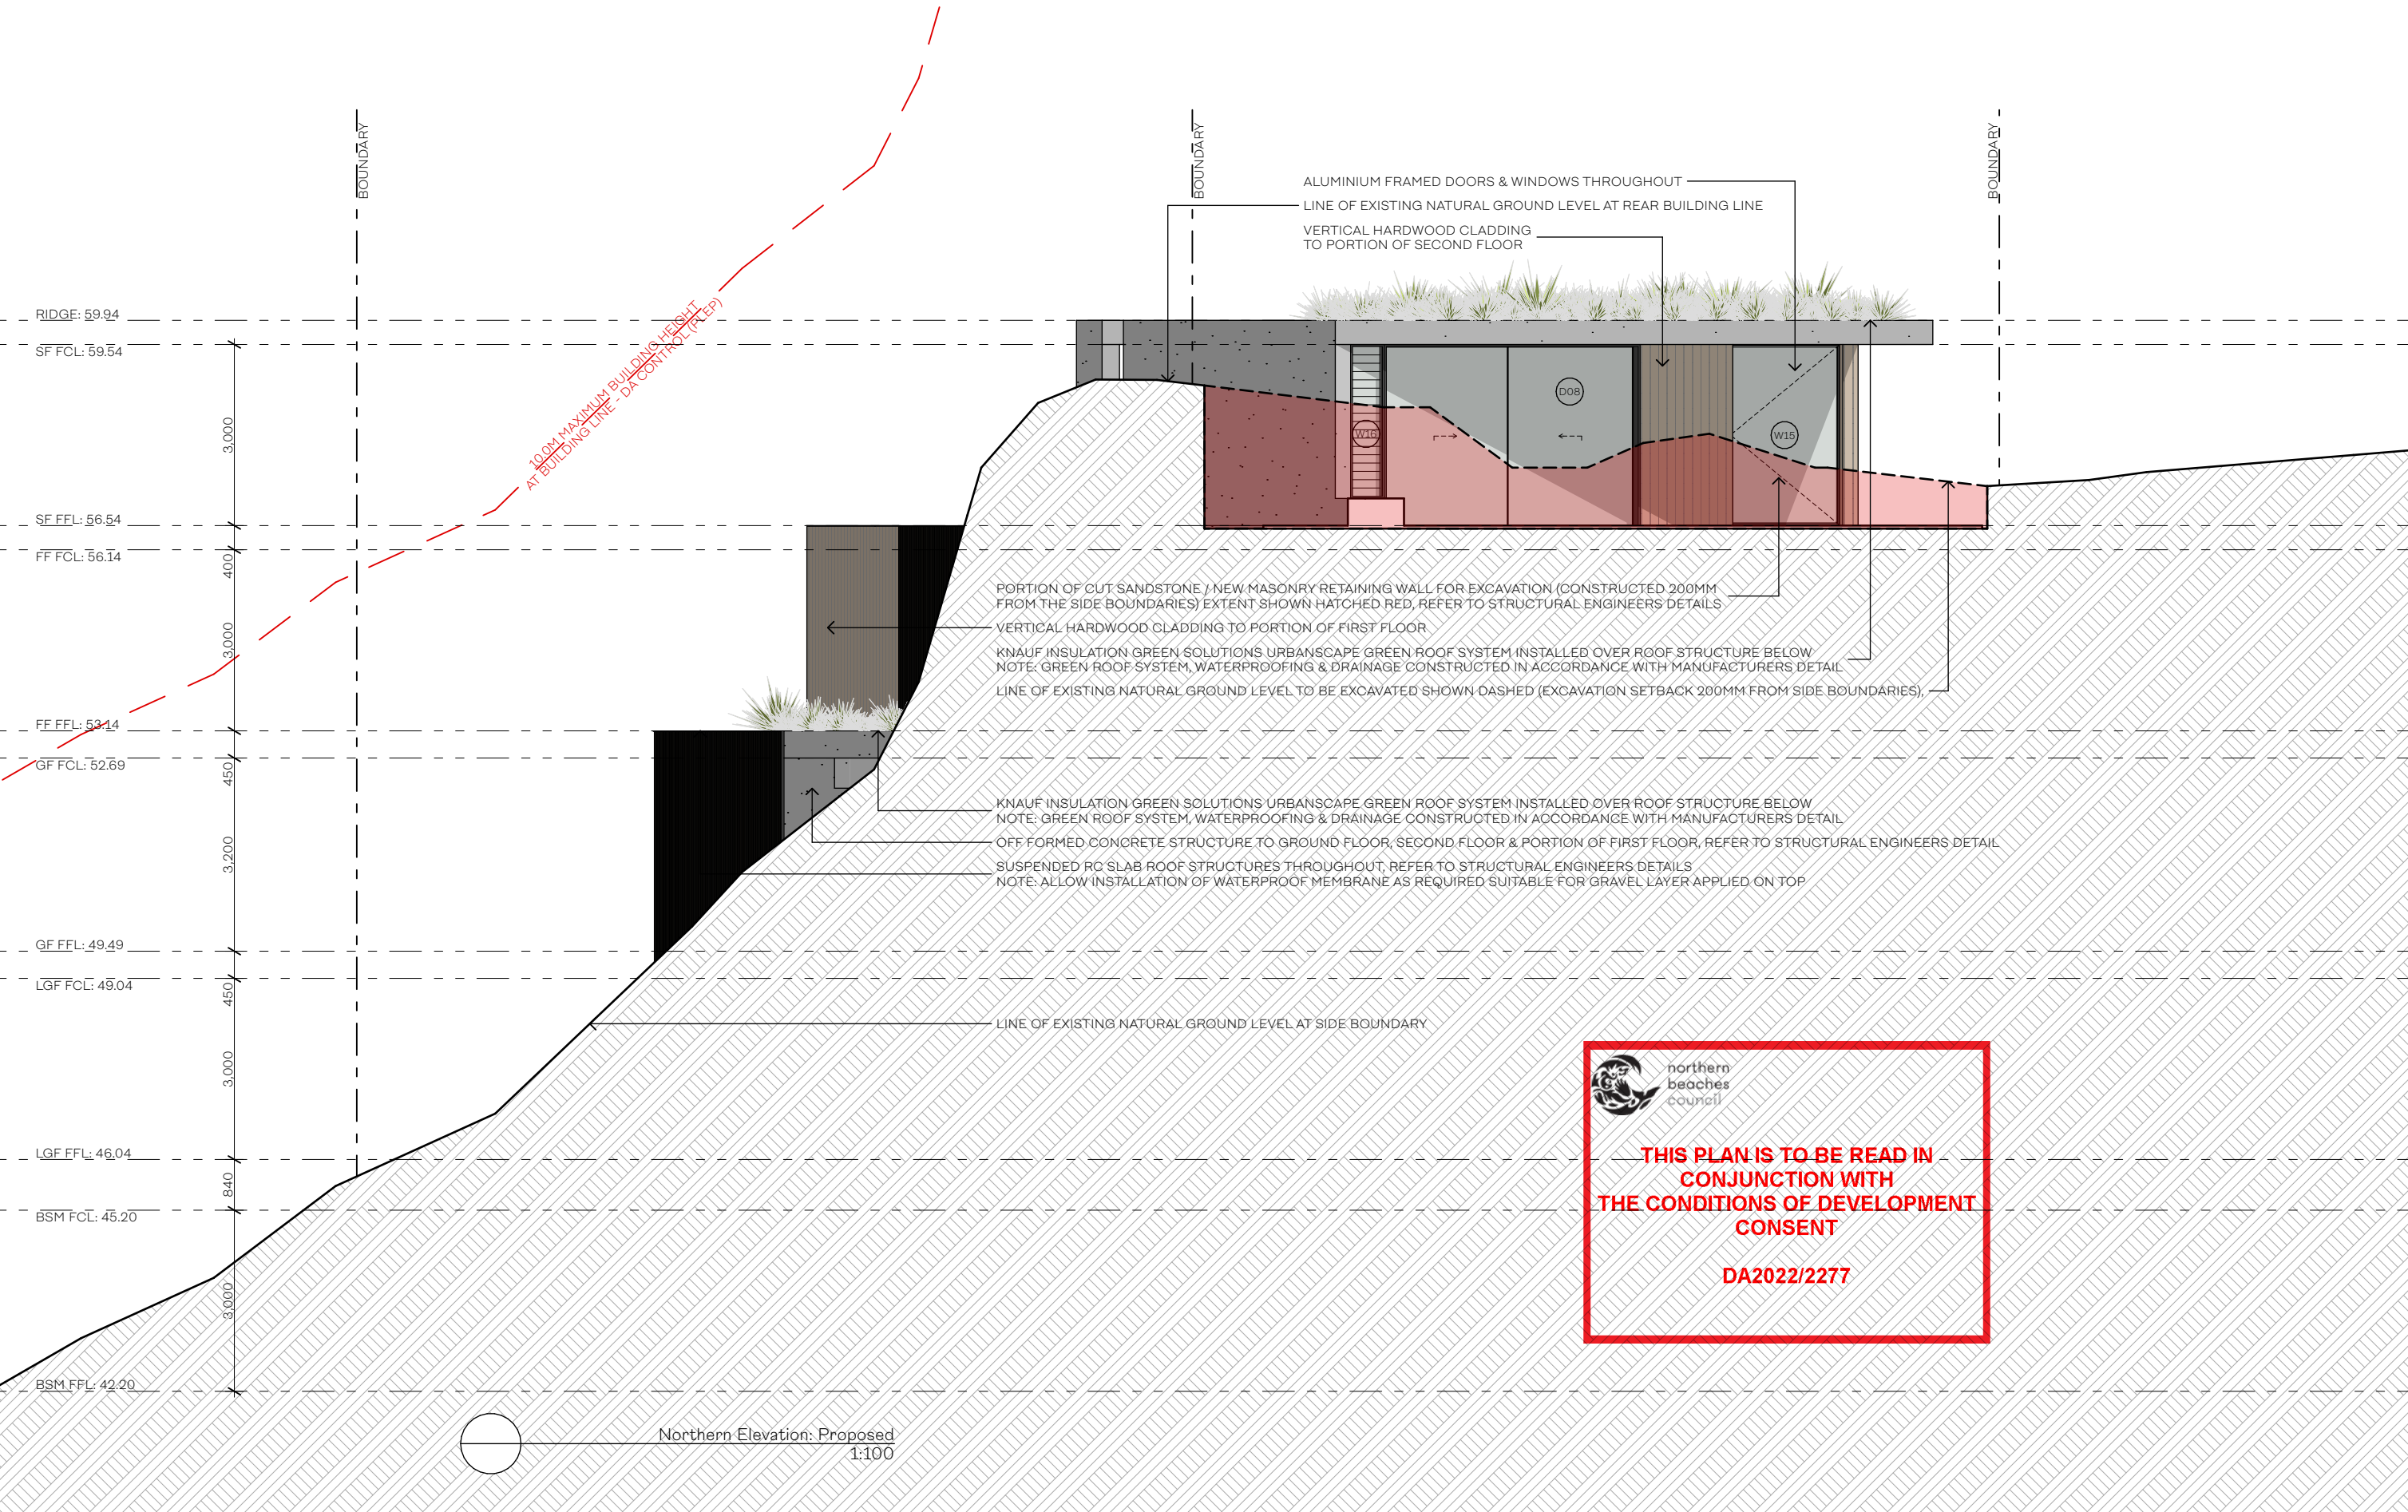 BOUNDARY
BOUNDARY
BOUNDARY
10.0M MAXIMUM BUILDING HEIGHT
AT BUILDING LINE - DA CONTROL (PLEP)
ALUMINIUM FRAMED DOORS & WINDOWS THROUGHOUT
LINE OF EXISTING NATURAL GROUND LEVEL AT REAR BUILDING LINE
VERTICAL HARDWOOD CLADDING
TO PORTION OF SECOND FLOOR
RIDGE: 59.94
SF FCL: 59.54
3,000
D08
W16
W15
SF FFL: 56.54
FF FCL: 56.14
400
3,000
PORTION OF CUT SANDSTONE / NEW MASONRY RETAINING WALL FOR EXCAVATION (CONSTRUCTED 200MM
FROM THE SIDE BOUNDARIES) EXTENT SHOWN HATCHED RED, REFER TO STRUCTURAL ENGINEERS DETAILS
VERTICAL HARDWOOD CLADDING TO PORTION OF FIRST FLOOR
KNAUF INSULATION GREEN SOLUTIONS URBANSCAPE GREEN ROOF SYSTEM INSTALLED OVER ROOF STRUCTURE BELOW
NOTE: GREEN ROOF SYSTEM, WATERPROOFING & DRAINAGE CONSTRUCTED IN ACCORDANCE WITH MANUFACTURERS DETAIL
LINE OF EXISTING NATURAL GROUND LEVEL TO BE EXCAVATED SHOWN DASHED (EXCAVATION SETBACK 200MM FROM SIDE BOUNDARIES),
FF FFL: 53.14
GF FCL: 52.69
450
3,200
KNAUF INSULATION GREEN SOLUTIONS URBANSCAPE GREEN ROOF SYSTEM INSTALLED OVER ROOF STRUCTURE BELOW
NOTE: GREEN ROOF SYSTEM, WATERPROOFING & DRAINAGE CONSTRUCTED IN ACCORDANCE WITH MANUFACTURERS DETAIL
OFF FORMED CONCRETE STRUCTURE TO GROUND FLOOR, SECOND FLOOR & PORTION OF FIRST FLOOR, REFER TO STRUCTURAL ENGINEERS DETAIL
SUSPENDED RC SLAB ROOF STRUCTURES THROUGHOUT, REFER TO STRUCTURAL ENGINEERS DETAILS
NOTE: ALLOW INSTALLATION OF WATERPROOF MEMBRANE AS REQUIRED SUITABLE FOR GRAVEL LAYER APPLIED ON TOP
GF FFL: 49.49
LGF FCL: 49.04
450
3,000
LINE OF EXISTING NATURAL GROUND LEVEL AT SIDE BOUNDARY
LGF FFL: 46.04
840
BSM FCL: 45.20
3,000
BSM FFL: 42.20
northern
beaches
council
THIS PLAN IS TO BE READ IN
CONJUNCTION WITH
THE CONDITIONS OF DEVELOPMENT
CONSENT
DA2022/2277
Northern Elevation: Proposed
1:100